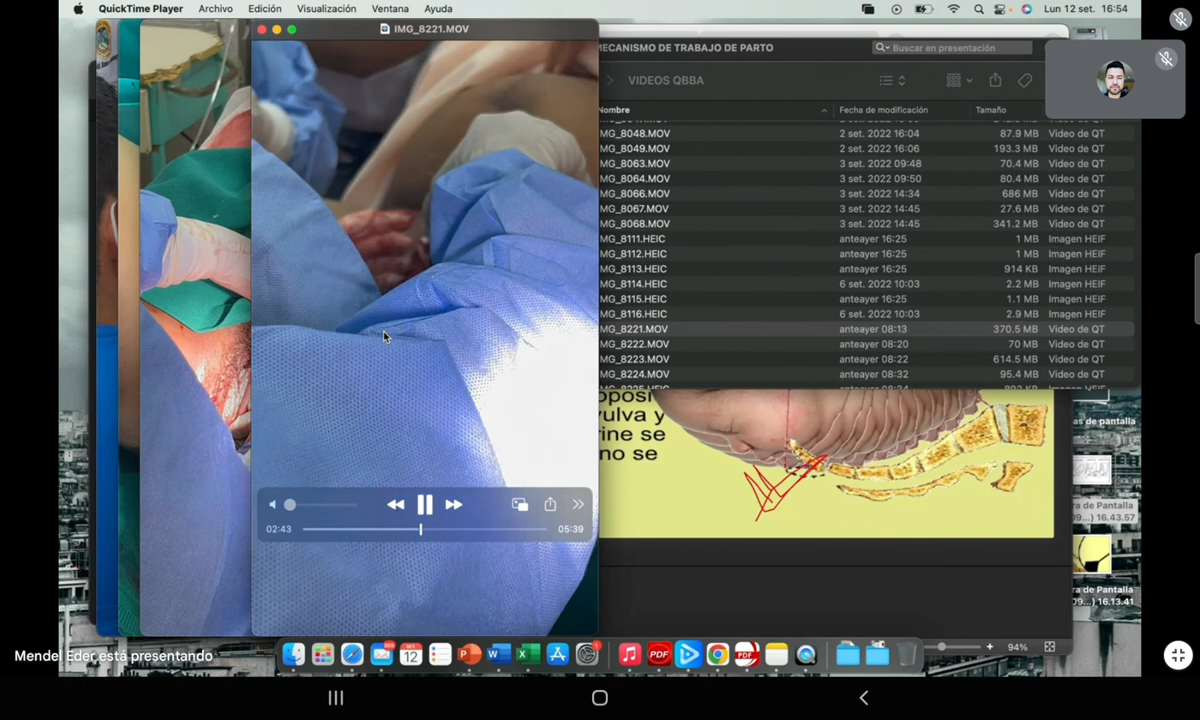 QuickTime Player Archivo Edición Visualización Ventana Ayuda Lun 12 set. 16:54
IMG_8221.MOV
MECANISMO DE TRABAJO DE PARTO
Buscar en presentación
VIDEOS QBBA
Nombre Fecha de modificación Tamaño
MG_8048.MOV 2 set. 2022 16:04 87.9 MB Video de QT
MG_8049.MOV 2 set. 2022 16:06 193.3 MB Video de QT
MG_8063.MOV 3 set. 2022 09:48 70.4 MB Video de QT
MG_8064.MOV 3 set. 2022 09:50 80.4 MB Video de QT
MG_8066.MOV 3 set. 2022 14:34 686 MB Video de QT
MG_8067.MOV 3 set. 2022 14:45 27.6 MB Video de QT
MG_8068.MOV 3 set. 2022 14:45 341.2 MB Video de QT
MG_8111.HEIC anteayer 16:25 1 MB Imagen HEIF
MG_8112.HEIC anteayer 16:25 1 MB Imagen HEIF
MG_8113.HEIC anteayer 16:25 914 KB Imagen HEIF
MG_8114.HEIC 6 set. 2022 10:03 2.2 MB Imagen HEIF
MG_8115.HEIC anteayer 16:25 1.1 MB Imagen HEIF
MG_8116.HEIC 6 set. 2022 10:03 2.9 MB Imagen HEIF
MG_8221.MOV anteayer 08:13 370.5 MB Video de QT
MG_8222.MOV anteayer 08:20 70 MB Video de QT
MG_8223.MOV anteayer 08:22 614.5 MB Video de QT
MG_8224.MOV anteayer 08:32 95.4 MB Video de QT
oposi
vulva y
rine se
no se
as de pantalla
ra de Pantalla
09...) 16.43.57
ra de Pantalla
09...) 16.13.41
02:43 05:39
94%
SET.
12
PDF
PDF
Mendel Eder está presentando